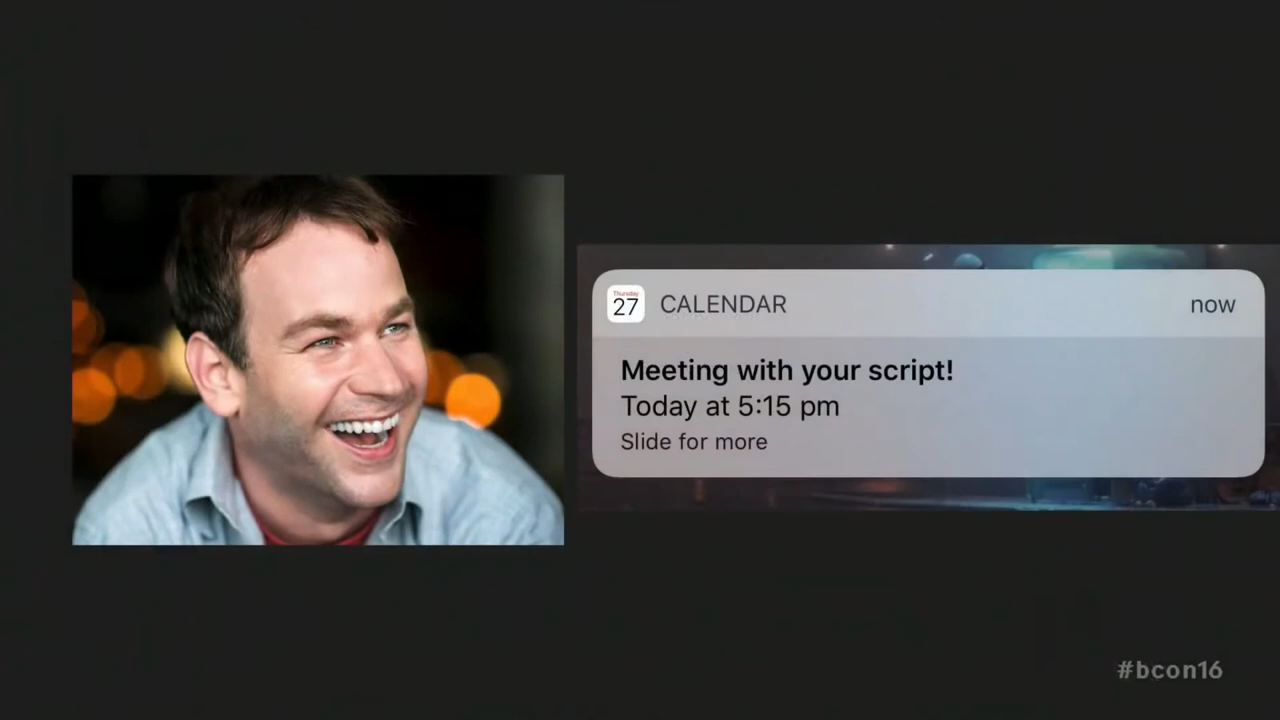 Thursday
27
CALENDAR
now
Meeting with your script!
Today at 5:15 pm
Slide for more
#bcon16